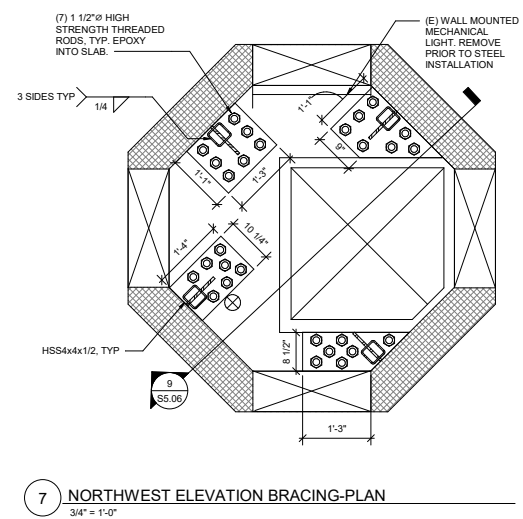 (7) 1 1/2"Ø HIGH
STRENGTH THREADED
RODS, TYP. EPOXY
INTO SLAB.
(E) WALL MOUNTED
MECHANICAL
LIGHT. REMOVE
PRIOR TO STEEL
INSTALLATION
3 SIDES TYP
1/4
1'-1"
9"
1'-1"
1'-3"
1'-4"
10 1/4"
HSS4x4x1/2, TYP
8 1/2"
9
S5.06
1'-3"
7
NORTHWEST ELEVATION BRACING-PLAN
3/4" = 1'-0"